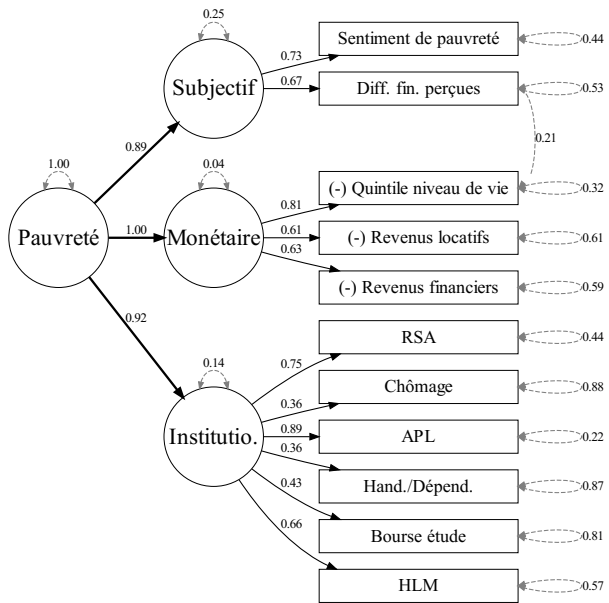 0.25
Subjectif
0.73
Sentiment de pauvreté
0.44
0.67
Diff. fin. perçues
0.53
0.89
0.21
1.00
Pauvreté
1.00
0.04
Monétaire
0.81
(-) Quintile niveau de vie
0.32
0.61
(-) Revenus locatifs
0.61
0.63
(-) Revenus financiers
0.59
0.92
0.14
Institutio.
0.75
RSA
0.44
0.36
Chômage
0.88
0.89
APL
0.22
0.36
Hand./Dépend.
0.87
0.43
Bourse étude
0.81
0.66
HLM
0.57